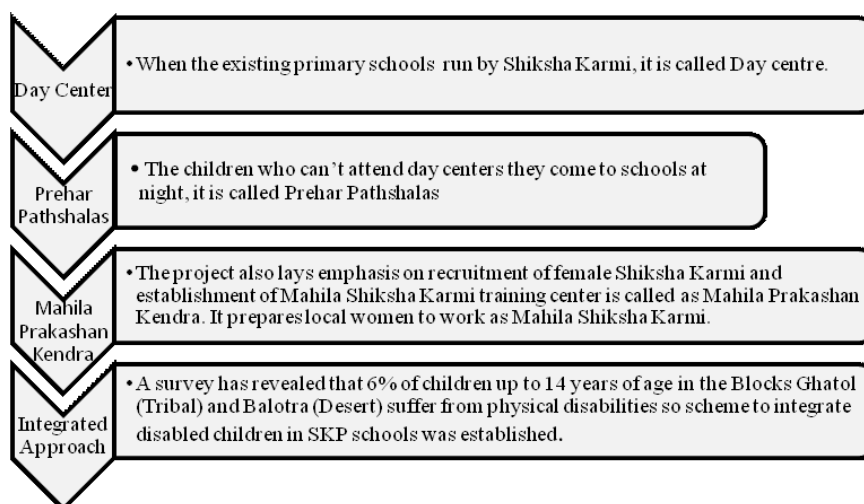 Day Center
•When the existing primary schools run by Shiksha Karmi, it is called Day centre.
Prehar
Pathshalas
• The children who can't attend day centers they come to schools at
night, it is called Prehar Pathshalas
Mahila
Prakashan
Kendra
•The project also lays emphasis on recruitment of female Shiksha Karmi and
establishment of Mahila Shiksha Karmi training center is called as Mahila Prakashan
Kendra. It prepares local women to work as Mahila Shiksha Karmi.
Integrated
Approach
•A survey has revealed that 6% of children up to 14 years of age in the Blocks Ghatol
(Tribal) and Balotra (Desert) suffer from physical disabilities so scheme to integrate
disabled children in SKP schools was established.